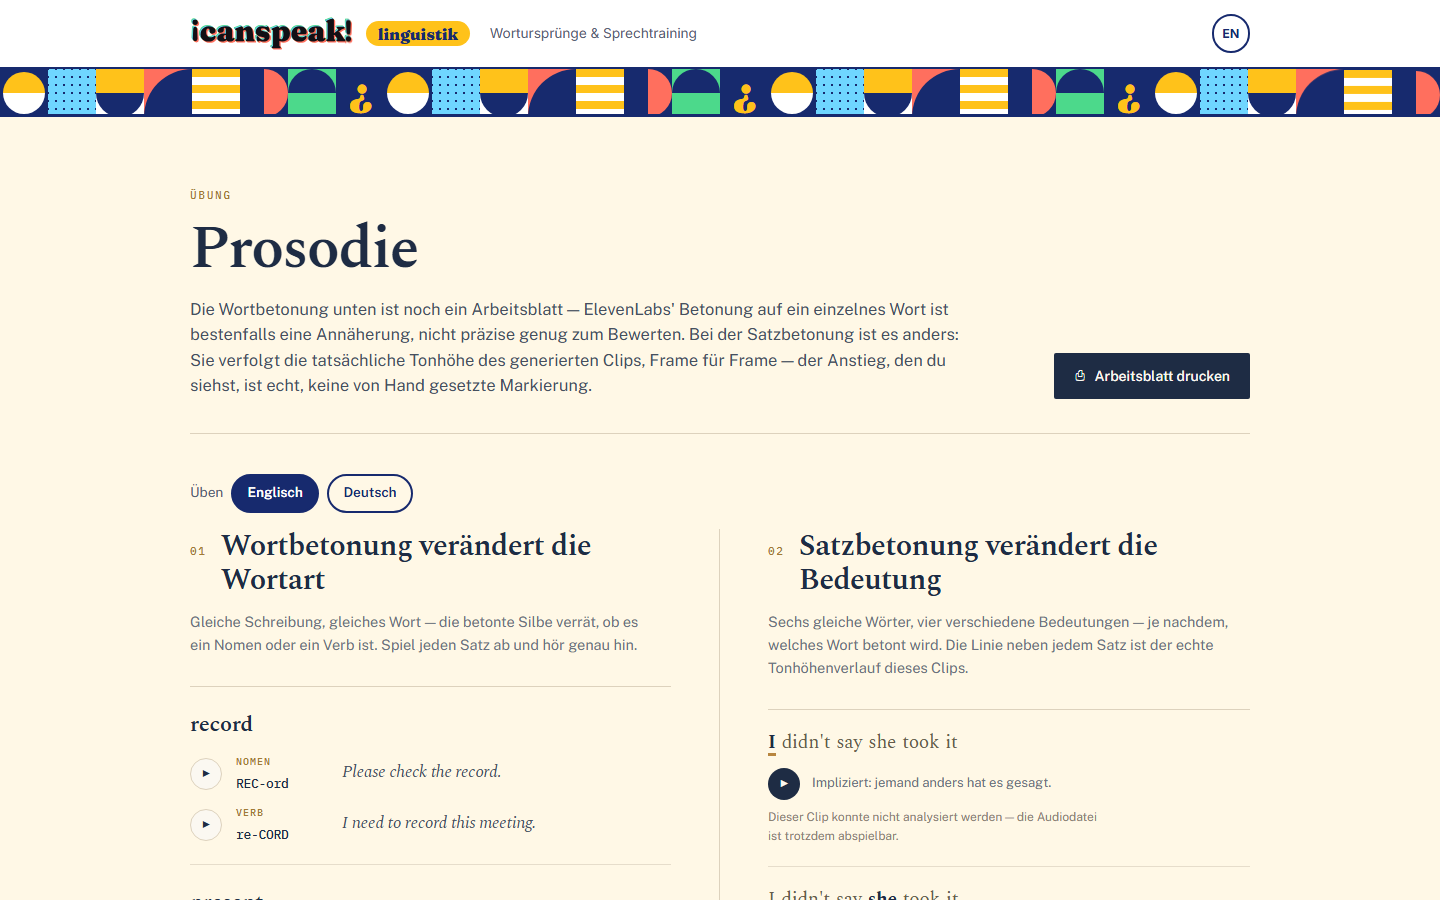 icanspeak!
linguistik
Wortursprünge & Sprechtraining
EN
ÜBUNG
Prosodie
Die Wortbetonung unten ist noch ein Arbeitsblatt — ElevenLabs' Betonung auf ein einzelnes Wort ist
bestenfalls eine Annäherung, nicht präzise genug zum Bewerten. Bei der Satzbetonung ist es anders:
Sie verfolgt die tatsächliche Tonhöhe des generierten Clips, Frame für Frame — der Anstieg, den du
siehst, ist echt, keine von Hand gesetzte Markierung.
Arbeitsblatt drucken
Üben
Englisch
Deutsch
01 Wortbetonung verändert die
Wortart
Gleiche Schreibung, gleiches Wort — die betonte Silbe verrät, ob es
ein Nomen oder ein Verb ist. Spiel jeden Satz ab und hör genau hin.
record
NOMEN
REC-ord
Please check the record.
VERB
re-CORD
I need to record this meeting.
02 Satzbetonung verändert die
Bedeutung
Sechs gleiche Wörter, vier verschiedene Bedeutungen — je nachdem,
welches Wort betont wird. Die Linie neben jedem Satz ist der echte
Tonhöhenverlauf dieses Clips.
I didn't say she took it
Impliziert: jemand anders hat es gesagt.
Dieser Clip konnte nicht analysiert werden — die Audiodatei
ist trotzdem abspielbar.
I didn't say she took it